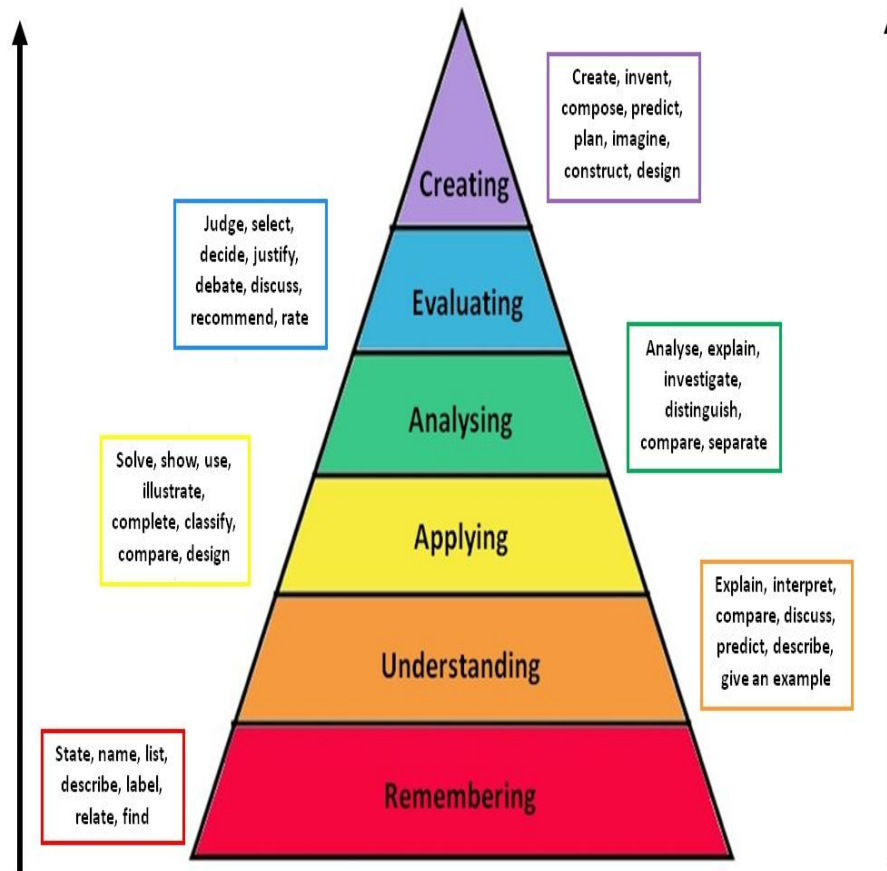 Create, invent,
compose, predict,
plan, imagine,
construct, design
Creating
Judge, select,
decide, justify,
debate, discuss,
recommend, rate
Evaluating
Analyse, explain,
investigate,
distinguish,
compare, separate
Analysing
Solve, show, use,
illustrate,
complete, classify,
compare, design
Applying
Explain, interpret,
compare, discuss,
predict, describe,
give an example
Understanding
State, name, list,
describe, label,
relate, find
Remembering